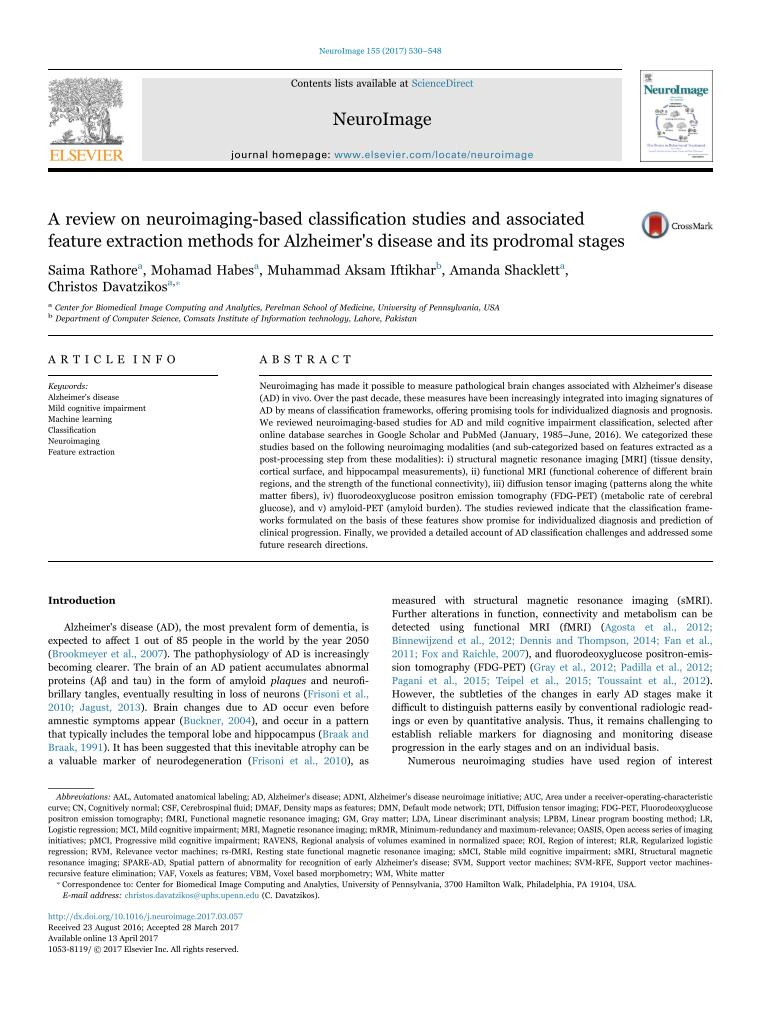 NeuroImage 155 (2017) 530–548
Contents lists available at ScienceDirect
NeuroImage
journal homepage: www.elsevier.com/locate/neuroimage
ELSEVIER
NeuroImage
A review on neuroimaging-based classification studies and associated
feature extraction methods for Alzheimer's disease and its prodromal stages
CrossMark
Saima Rathoreª, Mohamad Habesª, Muhammad Aksam Iftikharᵇ, Amanda Shacklettª,
Christos Davatzikosª,*
ª Center for Biomedical Image Computing and Analytics, Perelman School of Medicine, University of Pennsylvania, USA
ᵇ Department of Computer Science, Comsats Institute of Information technology, Lahore, Pakistan
ARTICLE INFO
Keywords:
Alzheimer's disease
Mild cognitive impairment
Machine learning
Classification
Neuroimaging
Feature extraction
ABSTRACT
Neuroimaging has made it possible to measure pathological brain changes associated with Alzheimer's disease
(AD) in vivo. Over the past decade, these measures have been increasingly integrated into imaging signatures of
AD by means of classification frameworks, offering promising tools for individualized diagnosis and prognosis.
We reviewed neuroimaging-based studies for AD and mild cognitive impairment classification, selected after
online database searches in Google Scholar and PubMed (January, 1985–June, 2016). We categorized these
studies based on the following neuroimaging modalities (and sub-categorized based on features extracted as a
post-processing step from these modalities): i) structural magnetic resonance imaging [MRI] (tissue density,
cortical surface, and hippocampal measurements), ii) functional MRI (functional coherence of different brain
regions, and the strength of the functional connectivity), iii) diffusion tensor imaging (patterns along the white
matter fibers), iv) fluorodeoxyglucose positron emission tomography (FDG-PET) (metabolic rate of cerebral
glucose), and v) amyloid-PET (amyloid burden). The studies reviewed indicate that the classification frame-
works formulated on the basis of these features show promise for individualized diagnosis and prediction of
clinical progression. Finally, we provided a detailed account of AD classification challenges and addressed some
future research directions.
Introduction
Alzheimer's disease (AD), the most prevalent form of dementia, is
expected to affect 1 out of 85 people in the world by the year 2050
(Brookmeyer et al., 2007). The pathophysiology of AD is increasingly
becoming clearer. The brain of an AD patient accumulates abnormal
proteins (Aβ and tau) in the form of amyloid plaques and neurofi-
brillary tangles, eventually resulting in loss of neurons (Frisoni et al.,
2010; Jagust, 2013). Brain changes due to AD occur even before
amnestic symptoms appear (Buckner, 2004), and occur in a pattern
that typically includes the temporal lobe and hippocampus (Braak and
Braak, 1991). It has been suggested that this inevitable atrophy can be
a valuable marker of neurodegeneration (Frisoni et al., 2010), as
measured with structural magnetic resonance imaging (sMRI).
Further alterations in function, connectivity and metabolism can be
detected using functional MRI (fMRI) (Agosta et al., 2012;
Binnewijzend et al., 2012; Dennis and Thompson, 2014; Fan et al.,
2011; Fox and Raichle, 2007), and fluorodeoxyglucose positron-emis-
sion tomography (FDG-PET) (Gray et al., 2012; Padilla et al., 2012;
Pagani et al., 2015; Teipel et al., 2015; Toussaint et al., 2012).
However, the subtleties of the changes in early AD stages make it
difficult to distinguish patterns easily by conventional radiologic read-
ings or even by quantitative analysis. Thus, it remains challenging to
establish reliable markers for diagnosing and monitoring disease
progression in the early stages and on an individual basis.
Numerous neuroimaging studies have used region of interest
Abbreviations: AAL, Automated anatomical labeling; AD, Alzheimer's disease; ADNI, Alzheimer's disease neuroimage initiative; AUC, Area under a receiver-operating-characteristic
curve; CN, Cognitively normal; CSF, Cerebrospinal fluid; DMAF, Density maps as features; DMN, Default mode network; DTI, Diffusion tensor imaging; FDG-PET, Fluorodeoxyglucose
positron emission tomography; fMRI, Functional magnetic resonance imaging; GM, Gray matter; LDA, Linear discriminant analysis; LPBM, Linear program boosting method; LR,
Logistic regression; MCI, Mild cognitive impairment; MRI, Magnetic resonance imaging; mRMR, Minimum-redundancy and maximum-relevance; OASIS, Open access series of imaging
initiatives; pMCI, Progressive mild cognitive impairment; RAVENS, Regional analysis of volumes examined in normalized space; ROI, Region of interest; RLR, Regularized logistic
regression; RVM, Relevance vector machines; rs-fMRI, Resting state functional magnetic resonance imaging; sMCI, Stable mild cognitive impairment; sMRI, Structural magnetic
resonance imaging; SPARE-AD, Spatial pattern of abnormality for recognition of early Alzheimer's disease; SVM, Support vector machines; SVM-RFE, Support vector machines-
recursive feature elimination; VAF, Voxels as features; VBM, Voxel based morphometry; WM, White matter
* Correspondence to: Center for Biomedical Image Computing and Analytics, University of Pennsylvania, 3700 Hamilton Walk, Philadelphia, PA 19104, USA.
E-mail address: christos.davatzikos@uphs.upenn.edu (C. Davatzikos).
http://dx.doi.org/10.1016/j.neuroimage.2017.03.057
Received 23 August 2016; Accepted 28 March 2017
Available online 13 April 2017
1053-8119/ © 2017 Elsevier Inc. All rights reserved.